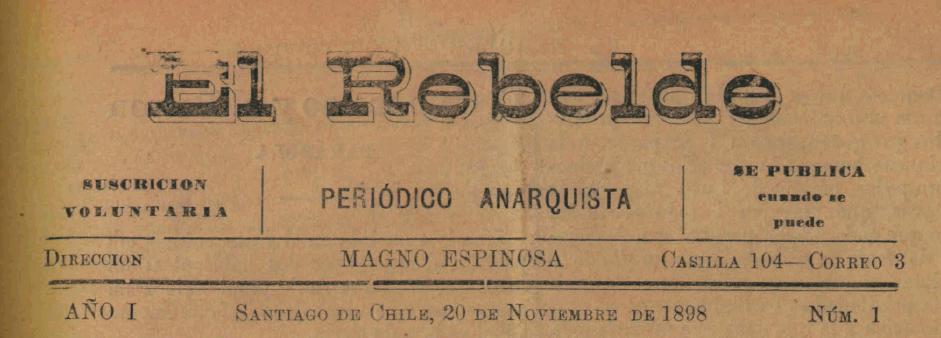 El Rebelde
SUSCRICION
VOLUNTARIA
PERIÓDICO ANARQUISTA
SE PUBLICA
cuando se
puede
DIRECCION MAGNO ESPINOSA CASILLA 104—CORREO 3
AÑO I SANTIAGO DE CHILE, 20 DE NOVIEMBRE DE 1898 NÚM. 1